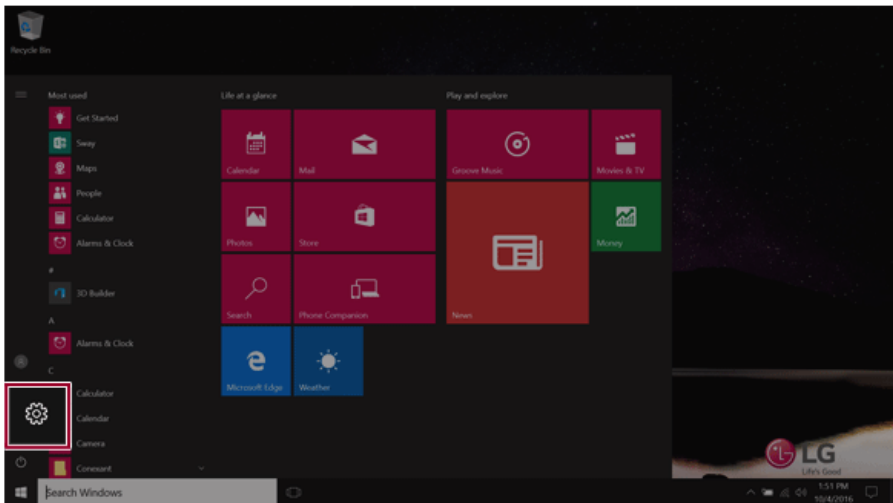 Recycle Bin
Most used
Get Started
Sway
Maps
People
Calculator
Alarms & Clock
#
3D Builder
A
Alarms & Clock
C
Calculator
Calendar
Camera
Conexant
Life at a glance
Calendar
Mail
Photos
Store
Search
Phone Companion
Microsoft Edge
Weather
Play and explore
Groove Music
Movies & TV
News
Money
LG
Life's Good
Search Windows
1:51 PM
10/4/2016